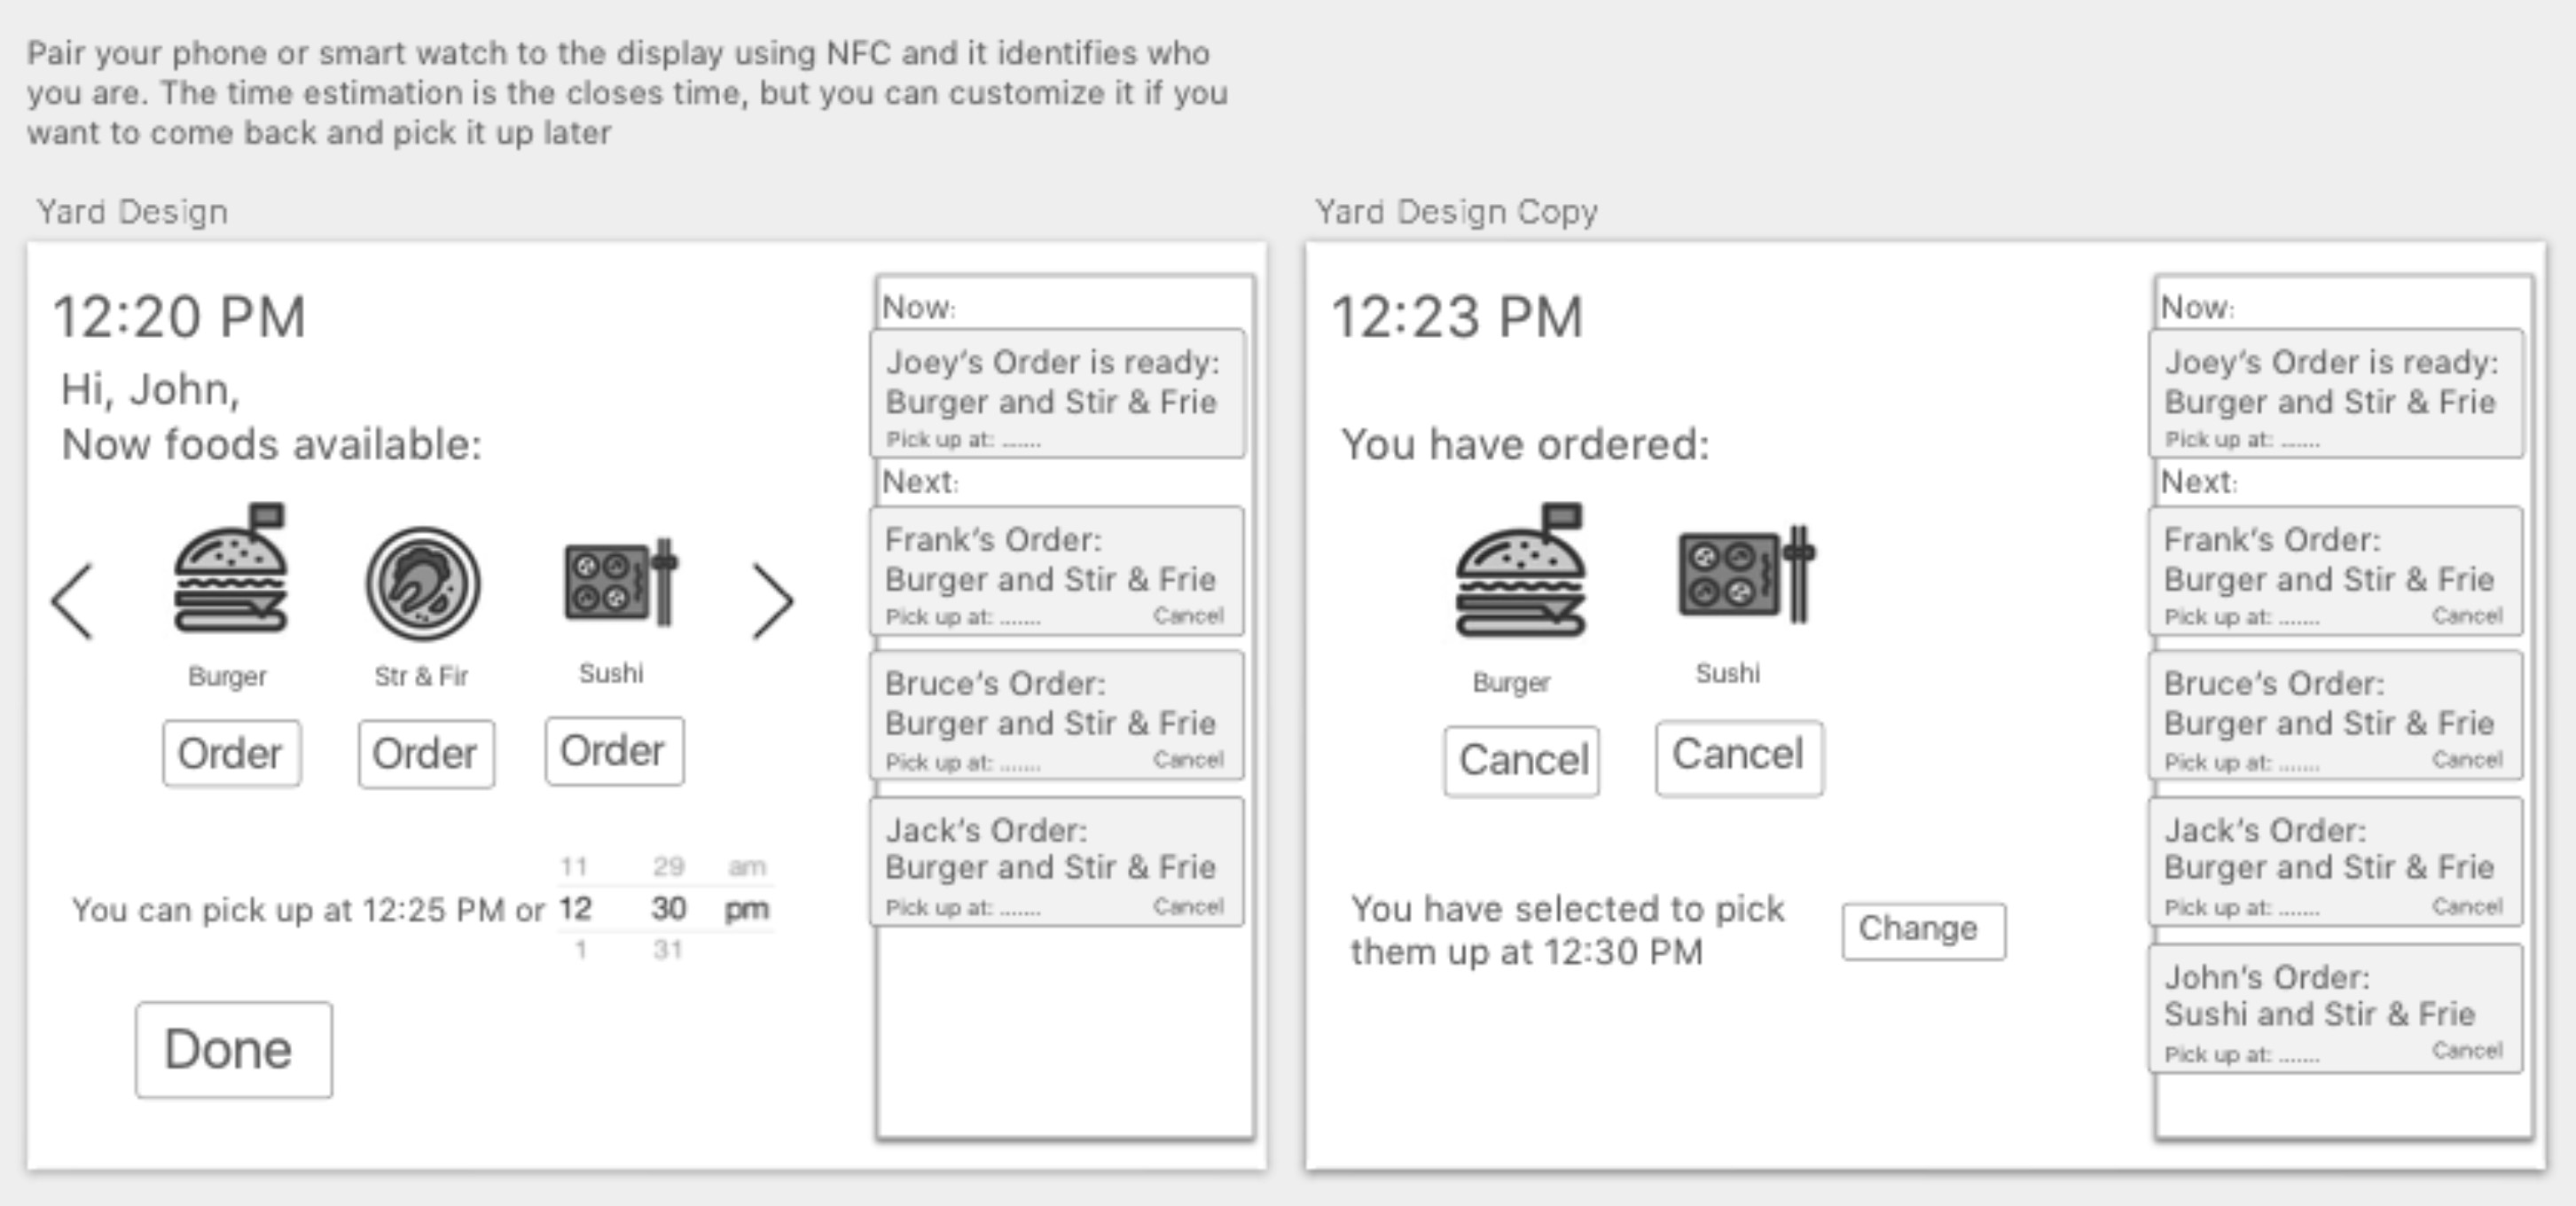 Pair your phone or smart watch to the display using NFC and it identifies who
you are. The time estimation is the closes time, but you can customize it if you
want to come back and pick it up later
Yard Design
12:20 PM
Hi, John,
Now foods available:
Burger
Str & Fir
Sushi
Order
Order
Order
11 29 am
You can pick up at 12:25 PM or 12 30 pm
1 31
Done
Now:
Joey's Order is ready:
Burger and Stir & Frie
Pick up at: ......
Next:
Frank's Order:
Burger and Stir & Frie
Pick up at: ....... Cancel
Bruce's Order:
Burger and Stir & Frie
Pick up at: ....... Cancel
Jack's Order:
Burger and Stir & Frie
Pick up at: ....... Cancel
Yard Design Copy
12:23 PM
You have ordered:
Burger
Sushi
Cancel
Cancel
You have selected to pick
them up at 12:30 PM
Change
Now:
Joey's Order is ready:
Burger and Stir & Frie
Pick up at: ......
Next:
Frank's Order:
Burger and Stir & Frie
Pick up at: ....... Cancel
Bruce's Order:
Burger and Stir & Frie
Pick up at: ....... Cancel
Jack's Order:
Burger and Stir & Frie
Pick up at: ....... Cancel
John's Order:
Sushi and Stir & Frie
Pick up at: ....... Cancel